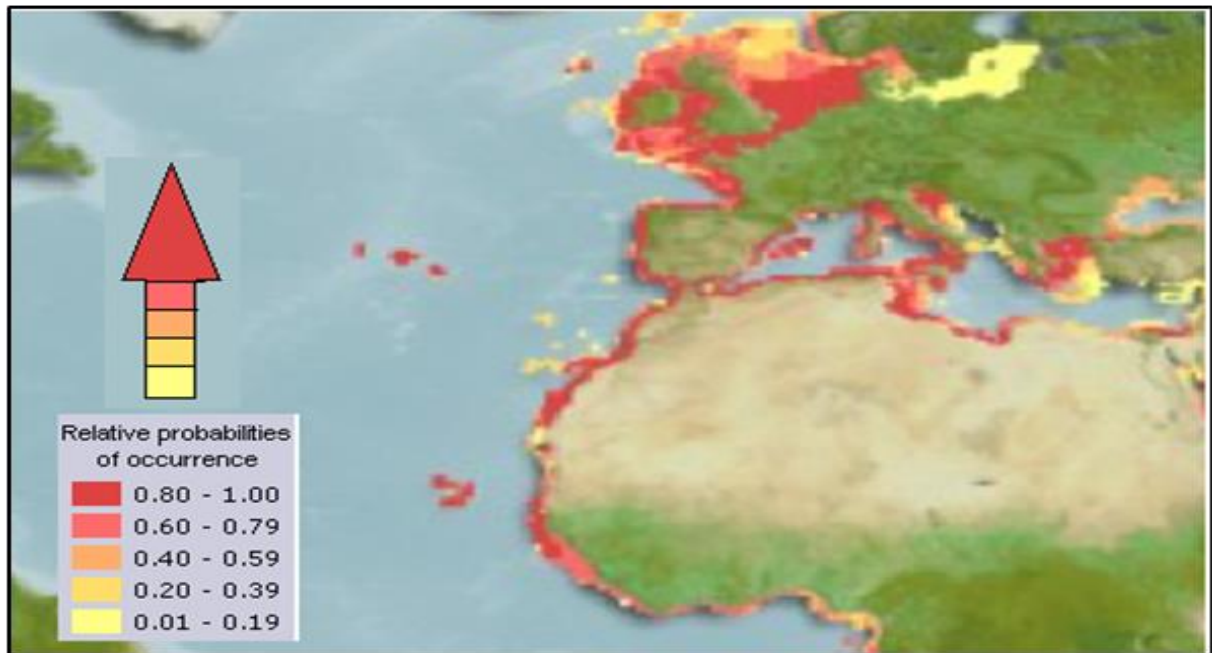 Relative probabilities
of occurrence
0.80 - 1.00
0.60 - 0.79
0.40 - 0.59
0.20 - 0.39
0.01 - 0.19